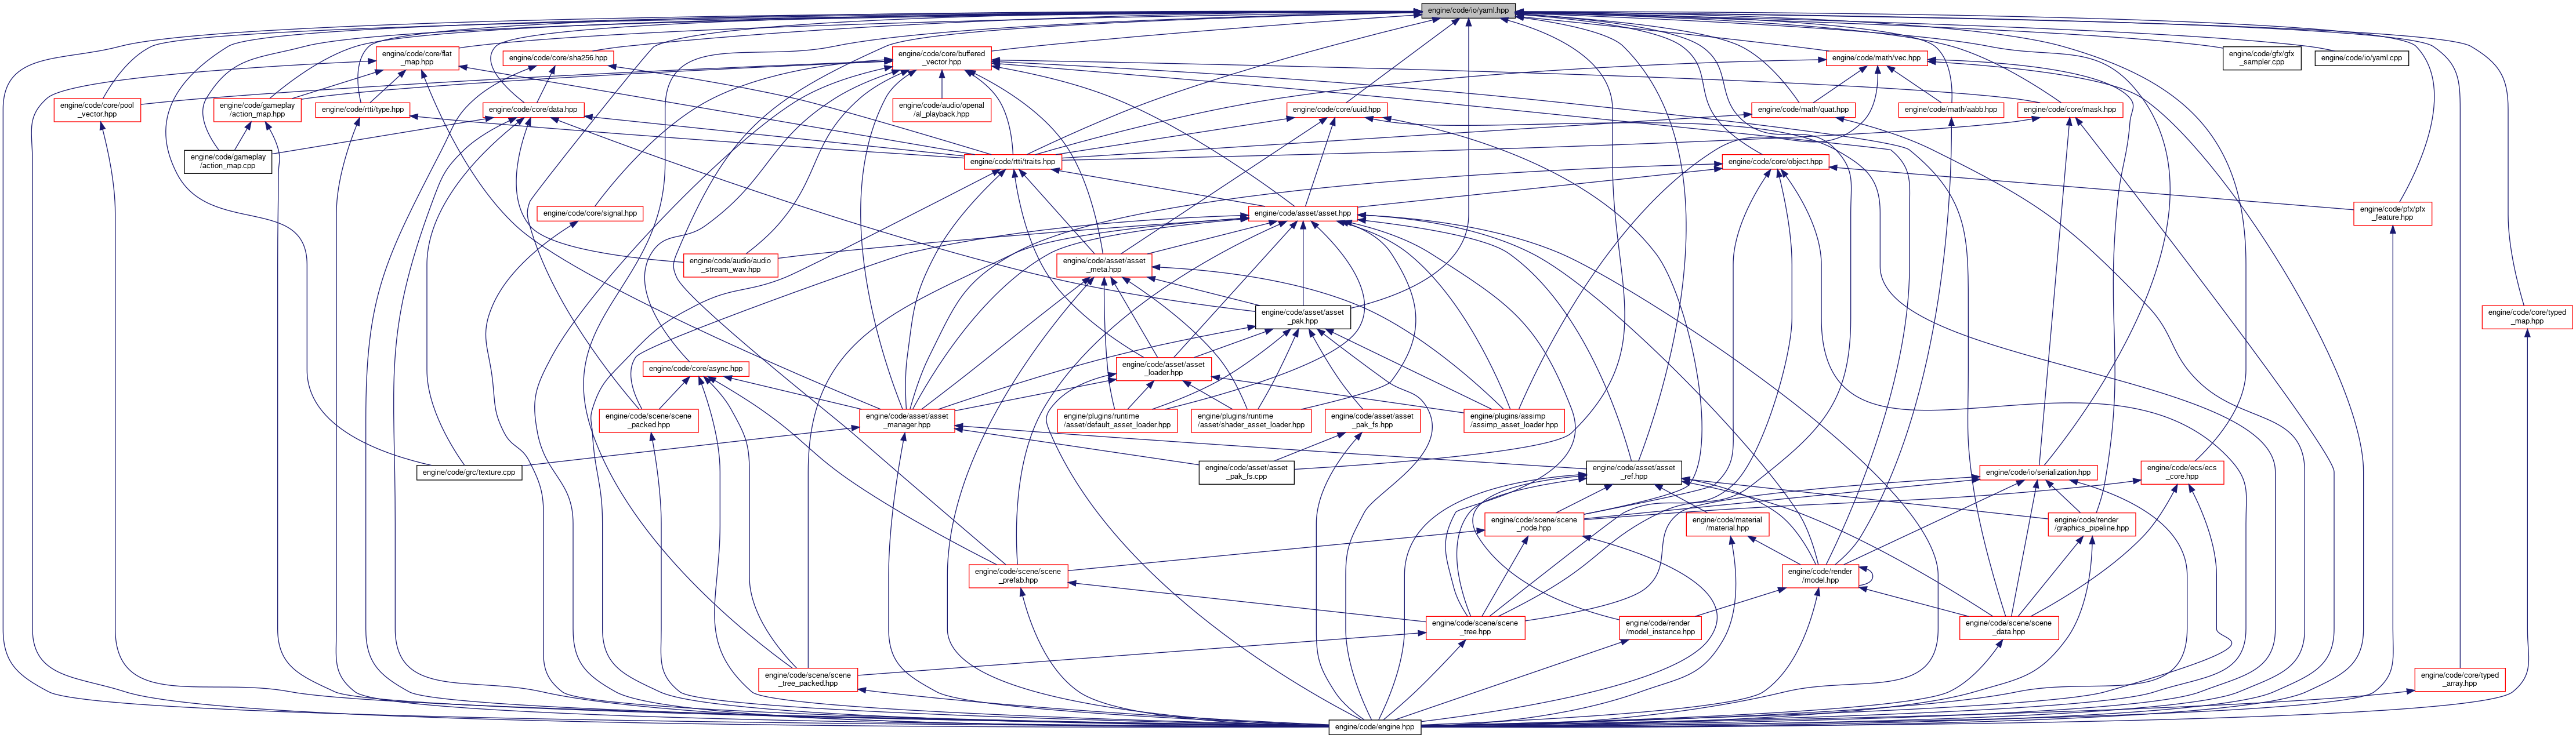 engine/code/io/yaml.hpp
engine/code/core/flat
_map.hpp
engine/code/core/sha256.hpp
engine/code/core/buffered
_vector.hpp
engine/code/math/vec.hpp
engine/code/gfx/gfx
_sampler.cpp
engine/code/io/yaml.cpp
engine/code/core/pool
_vector.hpp
engine/code/gameplay
/action_map.hpp
engine/code/rtti/type.hpp
engine/code/core/data.hpp
engine/code/audio/openal
/al_playback.hpp
engine/code/core/uuid.hpp
engine/code/math/quat.hpp
engine/code/math/aabb.hpp
engine/code/core/mask.hpp
engine/code/gameplay
/action_map.cpp
engine/code/rtti/traits.hpp
engine/code/core/object.hpp
engine/code/core/signal.hpp
engine/code/asset/asset.hpp
engine/code/pfx/pfx
_feature.hpp
engine/code/audio/audio
_stream_wav.hpp
engine/code/asset/asset
_meta.hpp
engine/code/asset/asset
_pak.hpp
engine/code/core/typed
_map.hpp
engine/code/core/async.hpp
engine/code/asset/asset
_loader.hpp
engine/code/scene/scene
_packed.hpp
engine/code/asset/asset
_manager.hpp
engine/plugins/runtime
/asset/default_asset_loader.hpp
engine/plugins/runtime
/asset/shader_asset_loader.hpp
engine/code/asset/asset
_pak_fs.hpp
engine/plugins/assimp
/assimp_asset_loader.hpp
engine/code/grc/texture.cpp
engine/code/asset/asset
_pak_fs.cpp
engine/code/asset/asset
_ref.hpp
engine/code/io/serialization.hpp
engine/code/ecs/ecs
_core.hpp
engine/code/scene/scene
_node.hpp
engine/code/material
/material.hpp
engine/code/render
/graphics_pipeline.hpp
engine/code/scene/scene
_prefab.hpp
engine/code/render
/model.hpp
engine/code/scene/scene
_tree.hpp
engine/code/render
/model_instance.hpp
engine/code/scene/scene
_data.hpp
engine/code/scene/scene
_tree_packed.hpp
engine/code/core/typed
_array.hpp
engine/code/engine.hpp